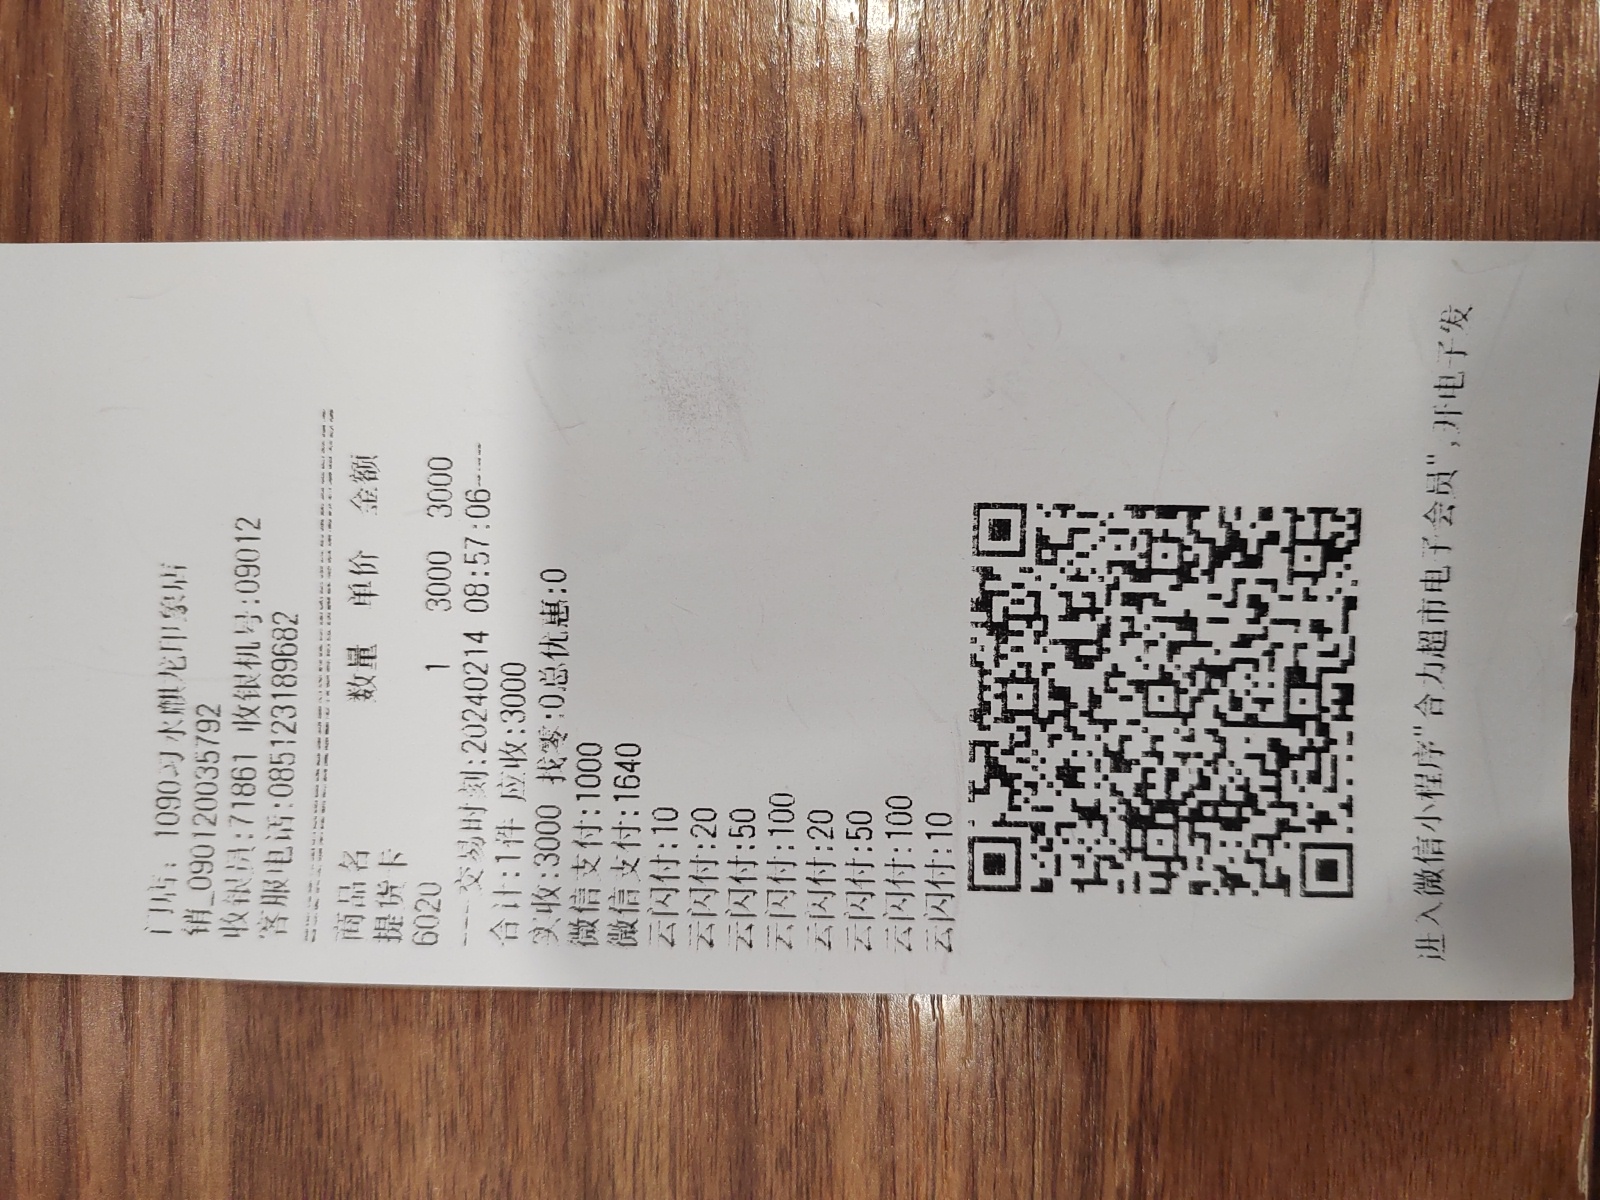 门店: 1090习水麒龙印象店
销_090120035792
收银员:71861 收银机号:09012
客服电话:085123189682
商品名 数量 单价 金额
提货卡
6020 1 3000 3000
----交易时刻:20240214 08:57:06----
合计:1件 应收:3000
实收:3000 找零:0总优惠:0
微信支付:1000
微信支付:1640
云闪付:10
云闪付:20
云闪付:50
云闪付:100
云闪付:20
云闪付:50
云闪付:100
云闪付:10
进入微信小程序"合力超市电子会员",开电子发